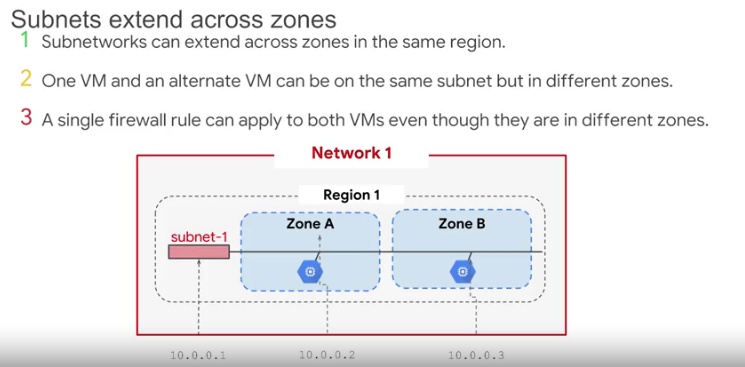 Subnets extend across zones
1 Subnetworks can extend across zones in the same region.
2 One VM and an alternate VM can be on the same subnet but in different zones.
3 A single firewall rule can apply to both VMs even though they are in different zones.
Network 1
Region 1
Zone A
Zone B
subnet-1
10.0.0.1
10.0.0.2
10.0.0.3